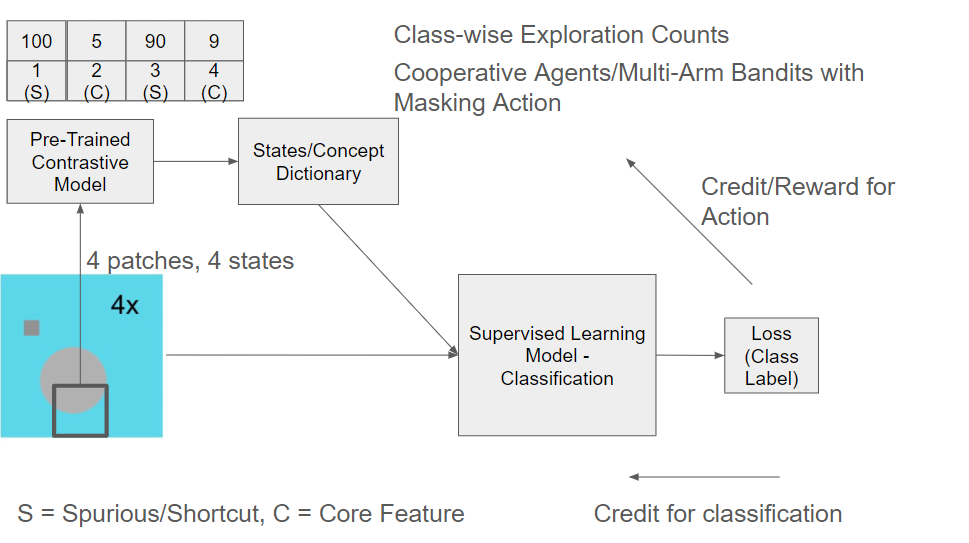 100 5 90 9
1 2 3 4
(S) (C) (S) (C)
Class-wise Exploration Counts
Cooperative Agents/Multi-Arm Bandits with
Masking Action
Pre-Trained
Contrastive
Model
States/Concept
Dictionary
Credit/Reward for
Action
4 patches, 4 states
4x
Supervised Learning
Model -
Classification
Loss
(Class
Label)
S = Spurious/Shortcut, C = Core Feature
Credit for classification